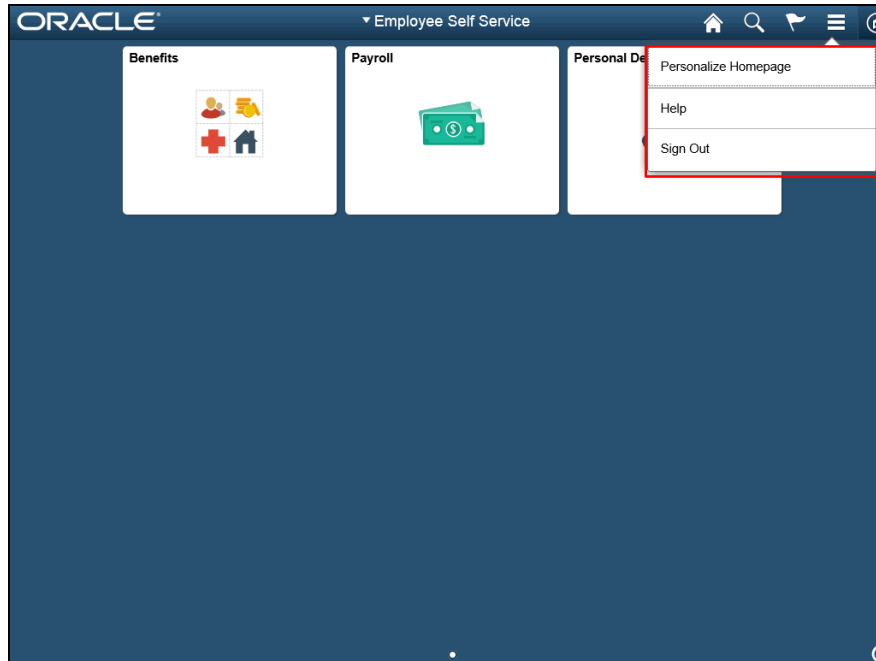 ORACLE
Employee Self Service
Benefits
Payroll
Personal De
Personalize Homepage
Help
Sign Out